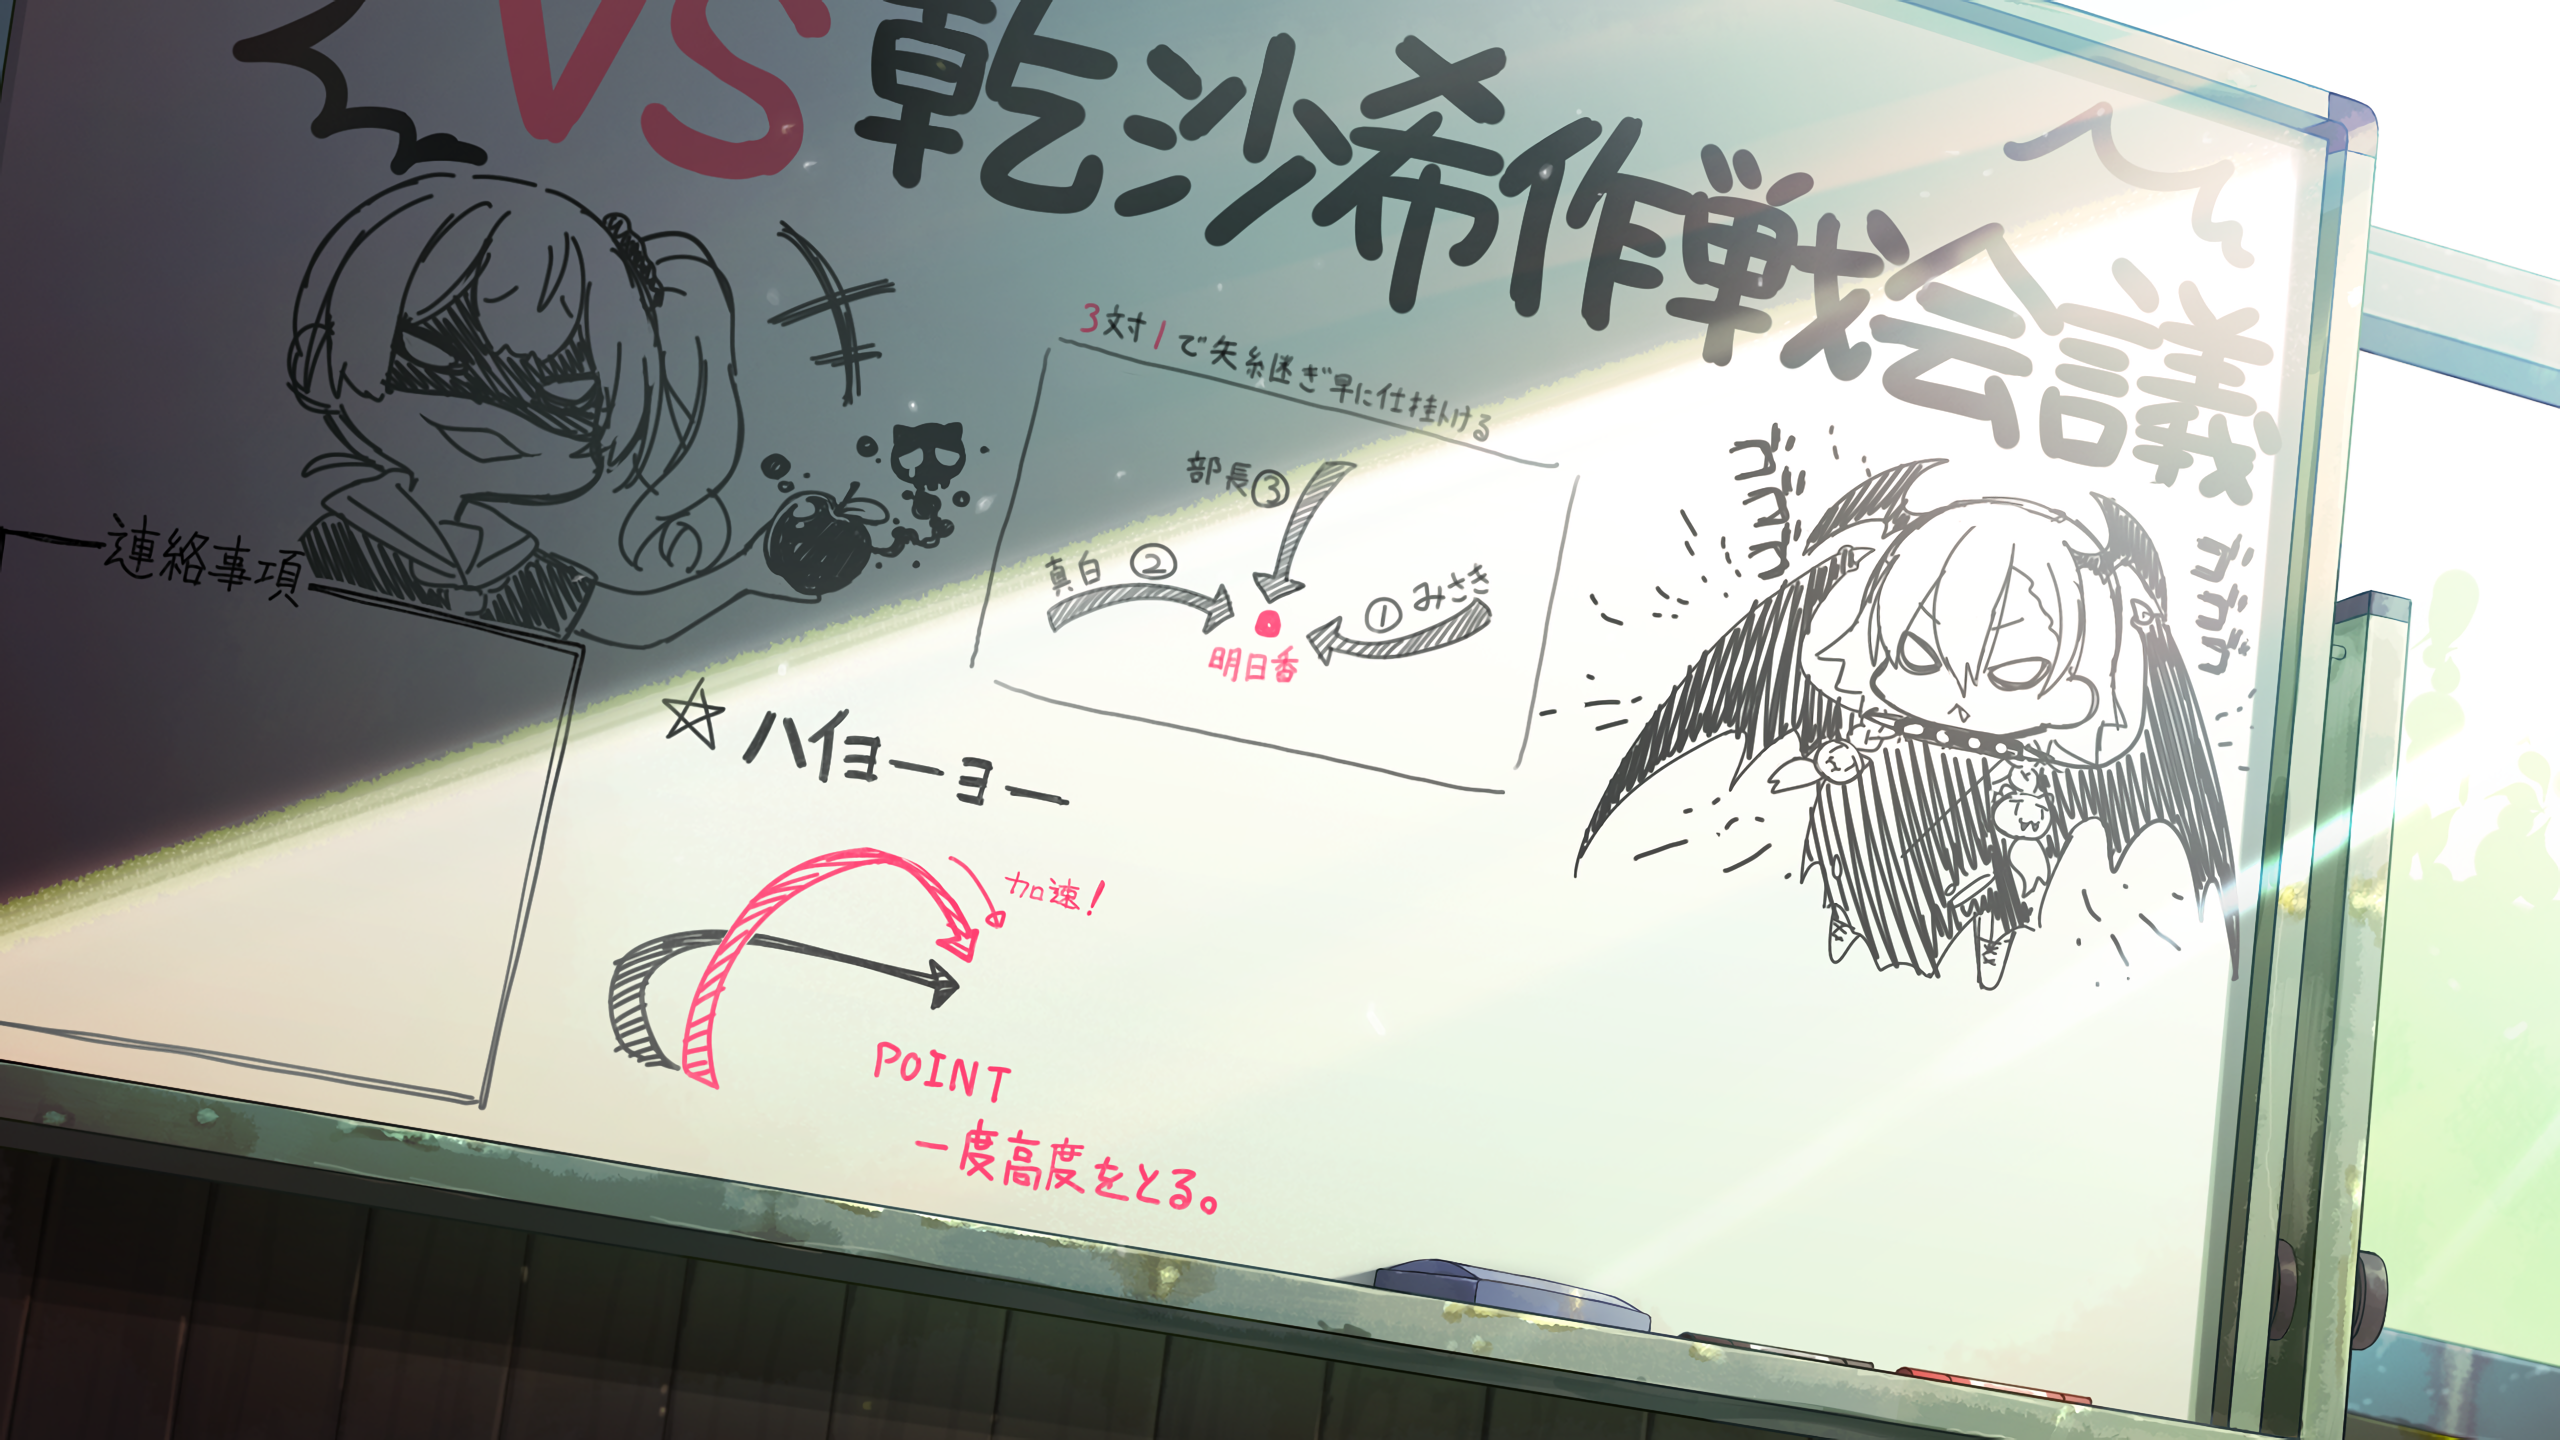 VS乾沙希作戦会議
3対1で矢継ぎ早に仕掛ける
部長③
真白 ②
① みさき
明日香
ゴゴゴ
ゴゴゴ
連絡事項
☆ ハイヨーヨー
加速!
POINT
一度高度をとる。